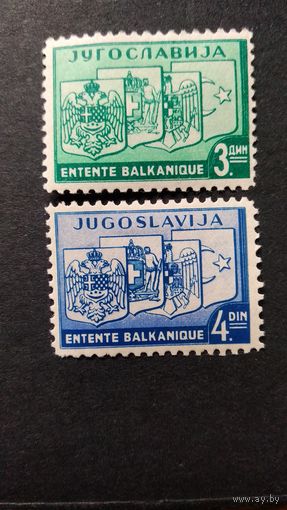 ЈУГОСЛАВИЈА
3. ДИН
ENTENTE BALKANIQUE
JUGOSLAVIJA
4. DIN
ENTENTE BALKANIQUE
www.ay.by